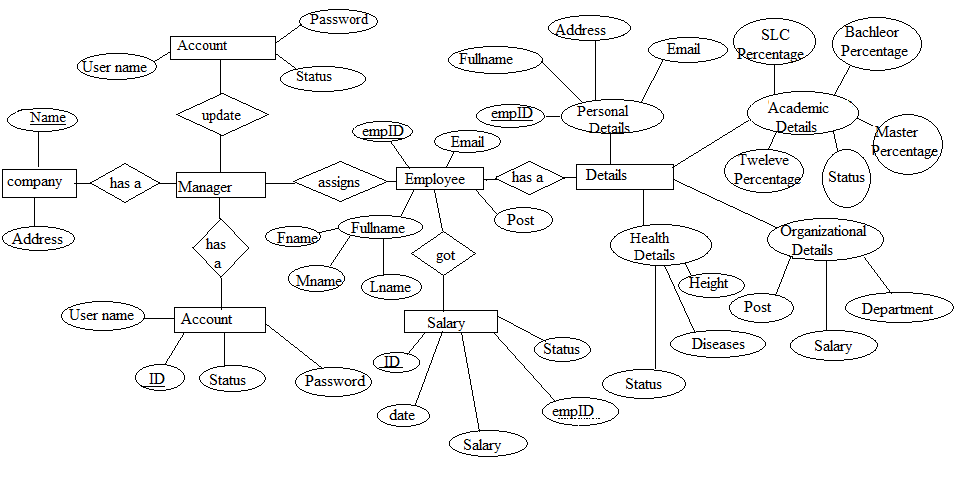 Password
Account
User name
Status
update
Name
company
has a
Manager
Address
has
a
User name
Account
ID
Status
Password
assigns
empID
Email
Employee
has a
Post
Fullname
Fname
Mname
Lname
got
Salary
ID
date
Salary
empID
Status
Address
Fullname
Email
empID
Personal
Details
Details
SLC
Percentage
Bachleor
Percentage
Academic
Details
Master
Percentage
Tweleve
Percentage
Status
Health
Details
Height
Diseases
Status
Organizational
Details
Post
Department
Salary